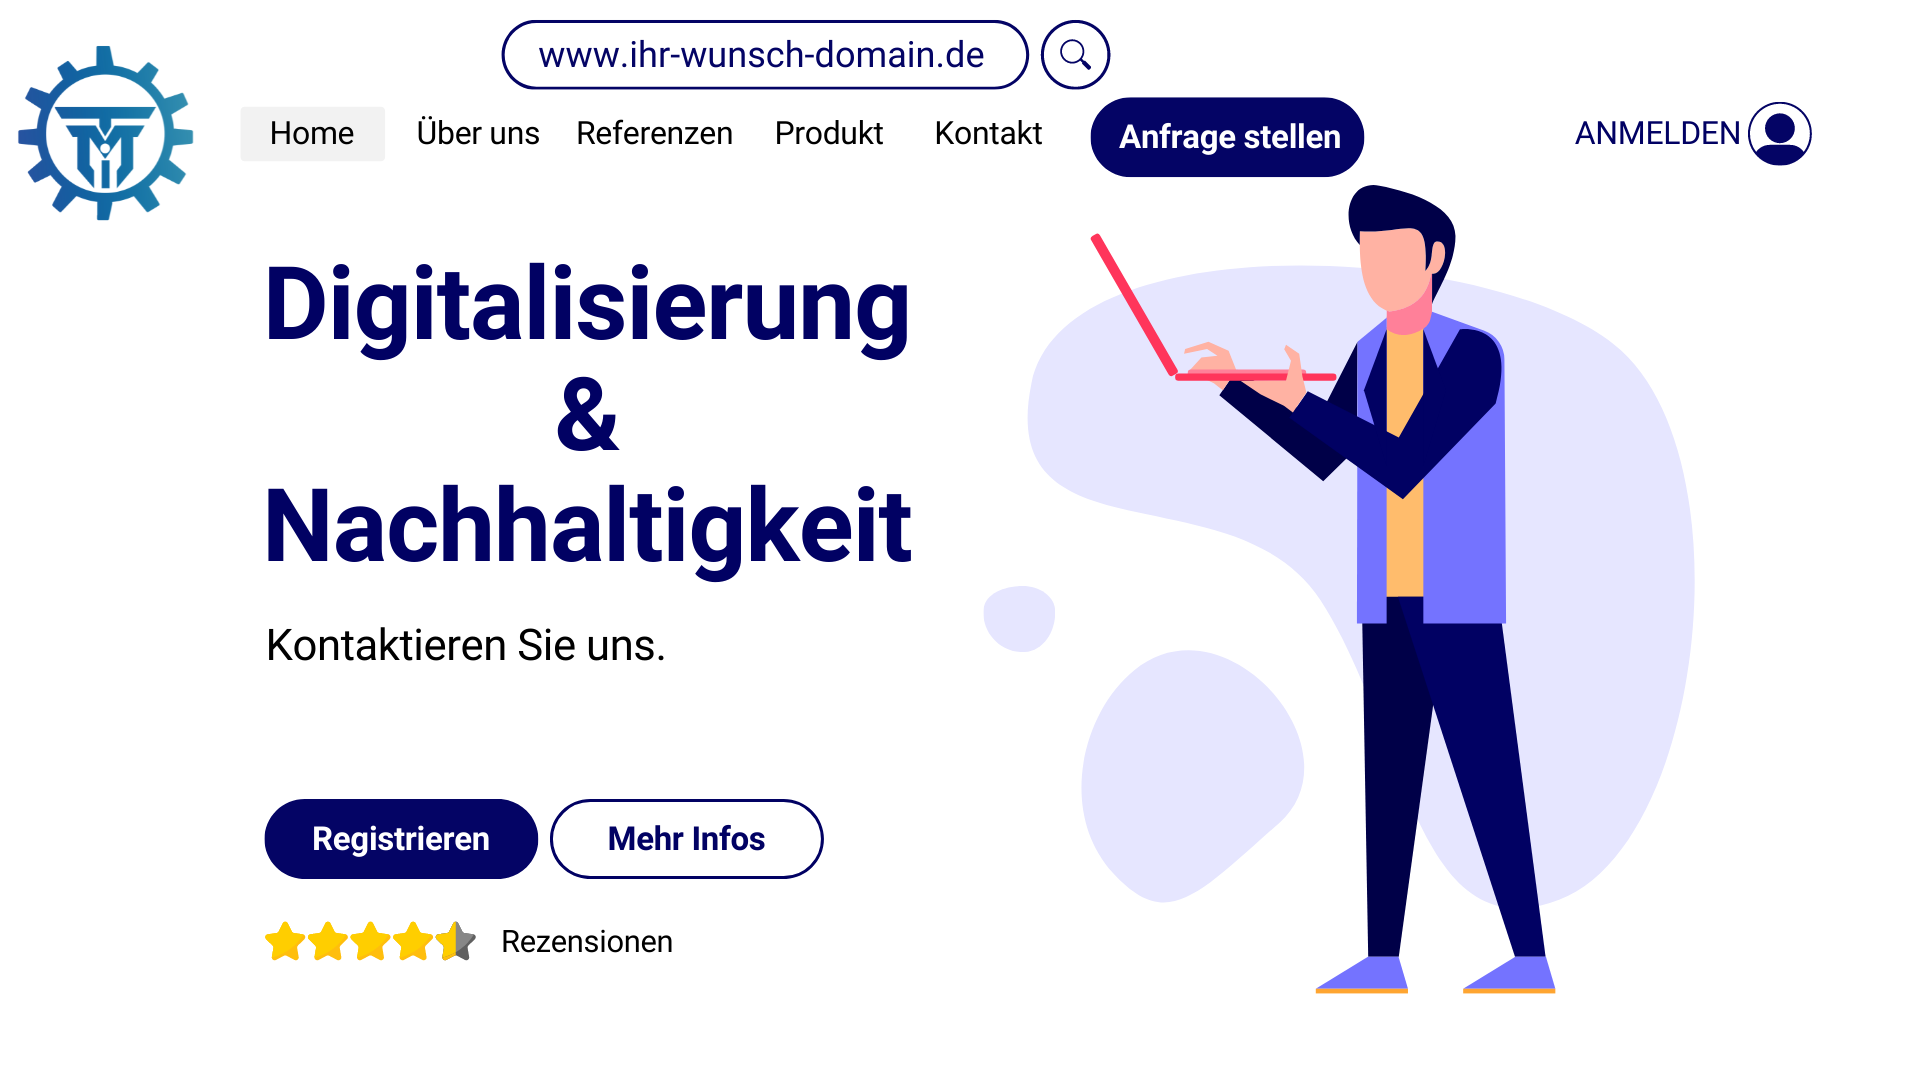 www.ihr-wunsch-domain.de
Home Über uns Referenzen Produkt Kontakt Anfrage stellen ANMELDEN
Digitalisierung
&
Nachhaltigkeit
Kontaktieren Sie uns.
Registrieren Mehr Infos
Rezensionen